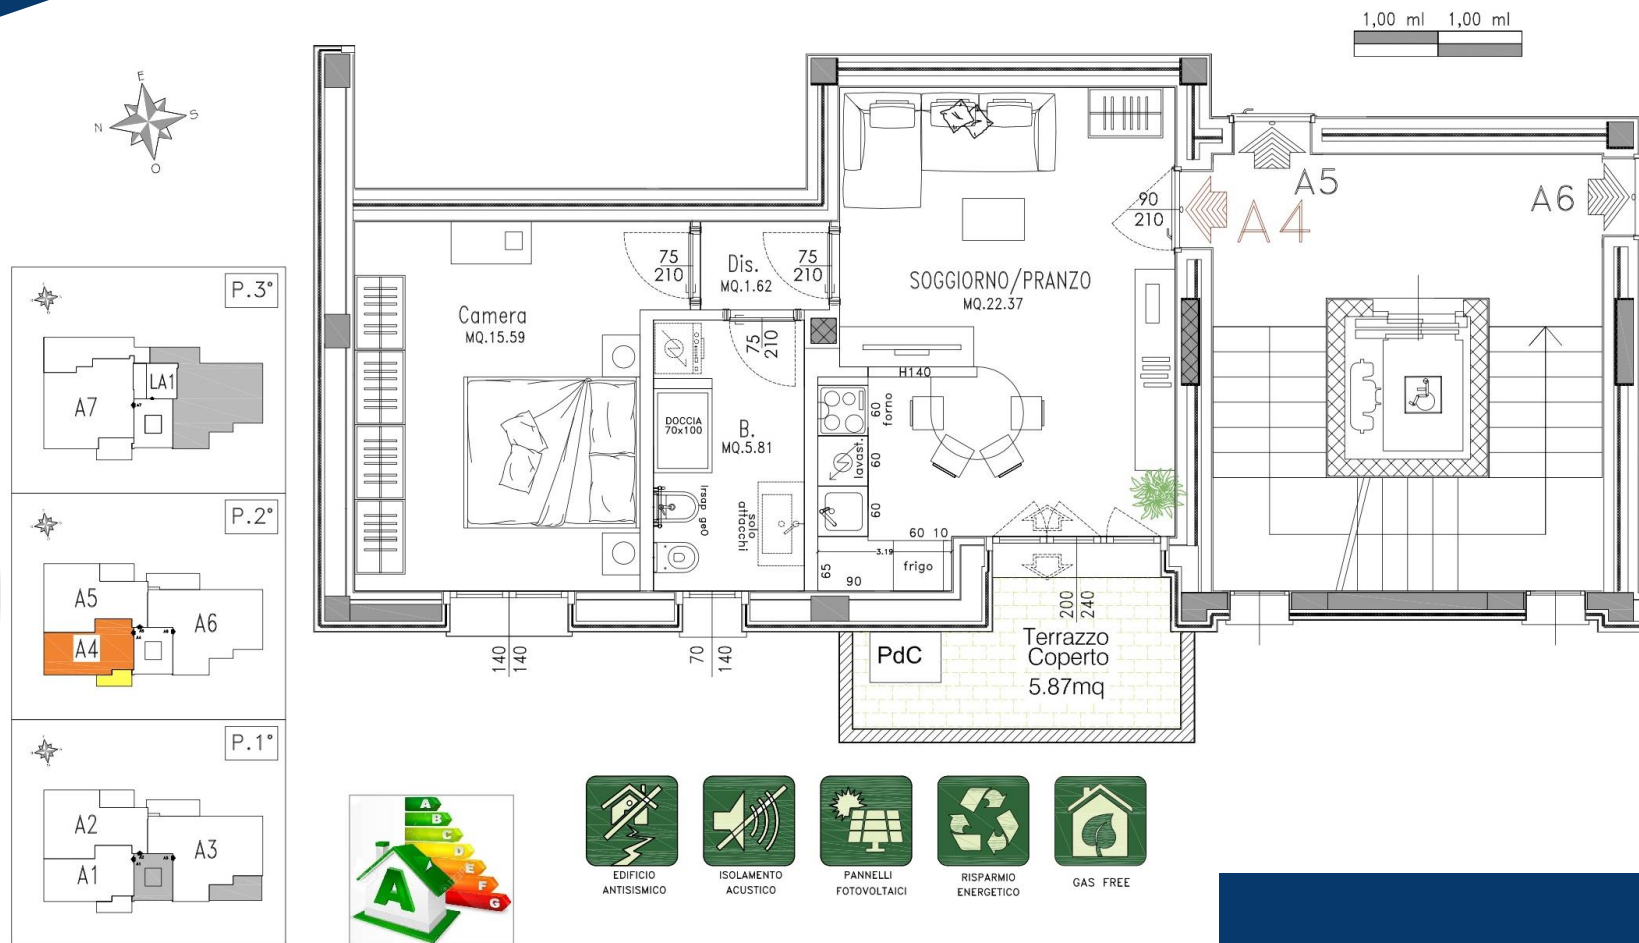 1,00 ml 1,00 ml
E
N
S
O
A5
A6
A4
90
210
75
210
Dis.
MQ.1.62
75
210
SOGGIORNO/PRANZO
MQ.22.37
Camera
MQ.15.59
75
210
H140
DOCCIA
70x100
B.
MQ.5.81
60
forno
60
lavast.
60
irsap geo
solo
attacchi
60 10
3.19
frigo
65
90
200
240
Terrazzo
Coperto
5.87mq
PdC
140
140
70
140
P.3°
LA1
A7
P.2°
A5
A6
A4
P.1°
A2
A3
A1
A
B
C
D
E
F
G
A
EDIFICIO
ANTISISMICO
ISOLAMENTO
ACUSTICO
PANNELLI
FOTOVOLTAICI
RISPARMIO
ENERGETICO
GAS FREE